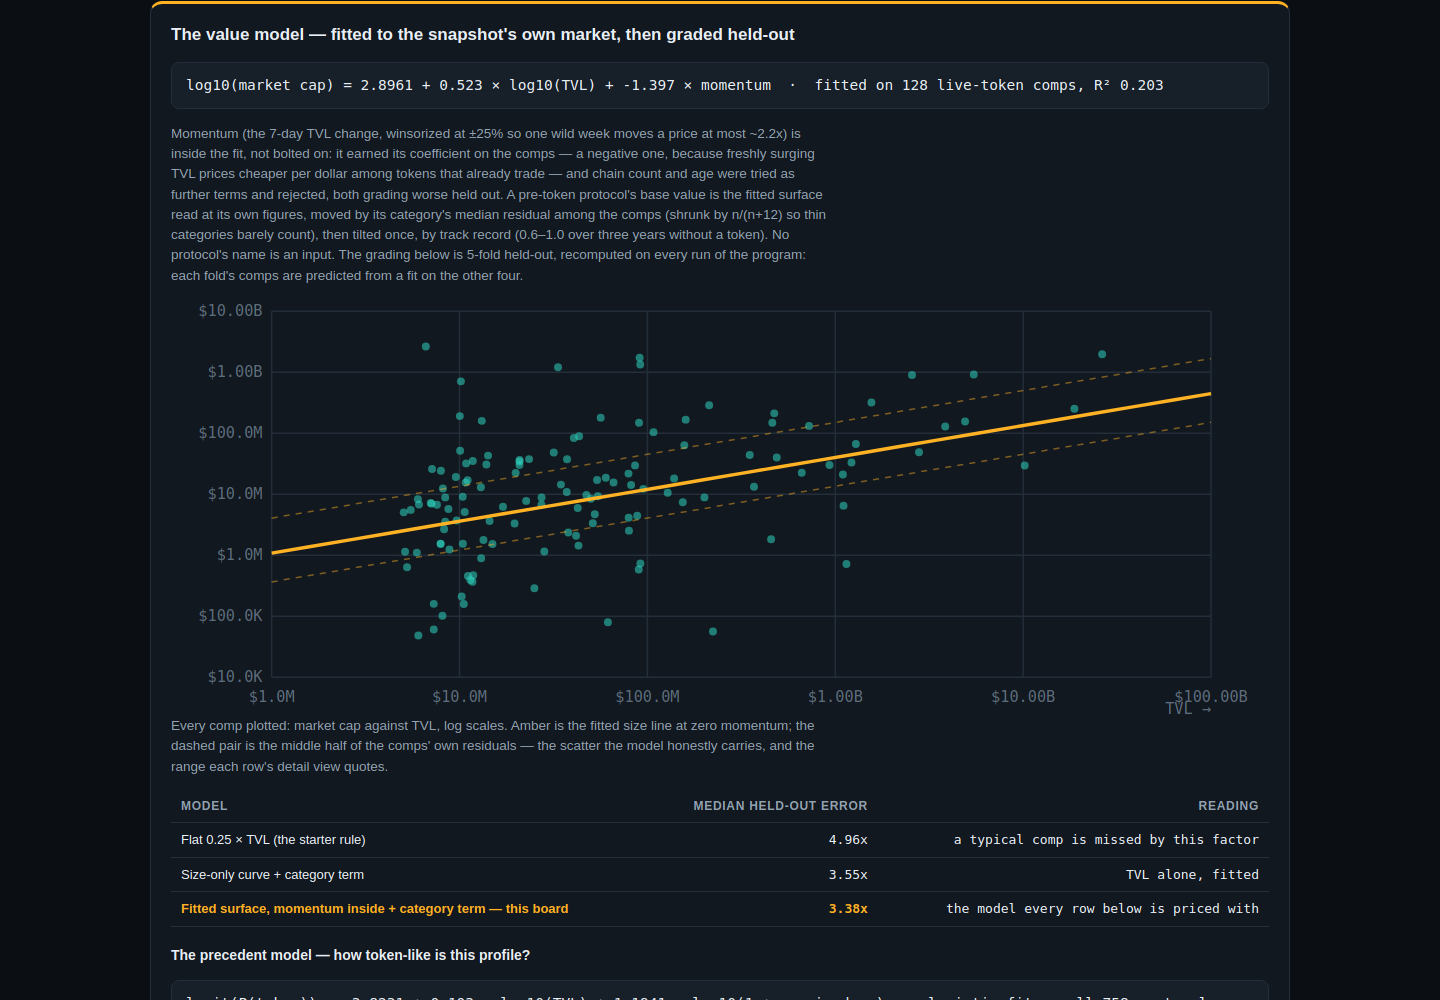 The value model — fitted to the snapshot's own market, then graded held-out
log10(market cap) = 2.8961 + 0.523 × log10(TVL) + -1.397 × momentum · fitted on 128 live-token comps, R² 0.203
Momentum (the 7-day TVL change, winsorized at ±25% so one wild week moves a price at most ~2.2x) is
inside the fit, not bolted on: it earned its coefficient on the comps — a negative one, because freshly surging
TVL prices cheaper per dollar among tokens that already trade — and chain count and age were tried as
further terms and rejected, both grading worse held out. A pre-token protocol's base value is the fitted surface
read at its own figures, moved by its category's median residual among the comps (shrunk by n/(n+12) so thin
categories barely count), then tilted once, by track record (0.6–1.0 over three years without a token). No
protocol's name is an input. The grading below is 5-fold held-out, recomputed on every run of the program:
each fold's comps are predicted from a fit on the other four.
$10.00B
$1.00B
$100.0M
$10.0M
$1.0M
$100.0K
$10.0K
$1.0M $10.0M $100.0M $1.00B $10.00B $100.00B
TVL →
Every comp plotted: market cap against TVL, log scales. Amber is the fitted size line at zero momentum; the
dashed pair is the middle half of the comps' own residuals — the scatter the model honestly carries, and the
range each row's detail view quotes.
MODEL MEDIAN HELD-OUT ERROR READING
Flat 0.25 × TVL (the starter rule) 4.96x a typical comp is missed by this factor
Size-only curve + category term 3.55x TVL alone, fitted
Fitted surface, momentum inside + category term — this board 3.38x the model every row below is priced with
The precedent model — how token-like is this profile?